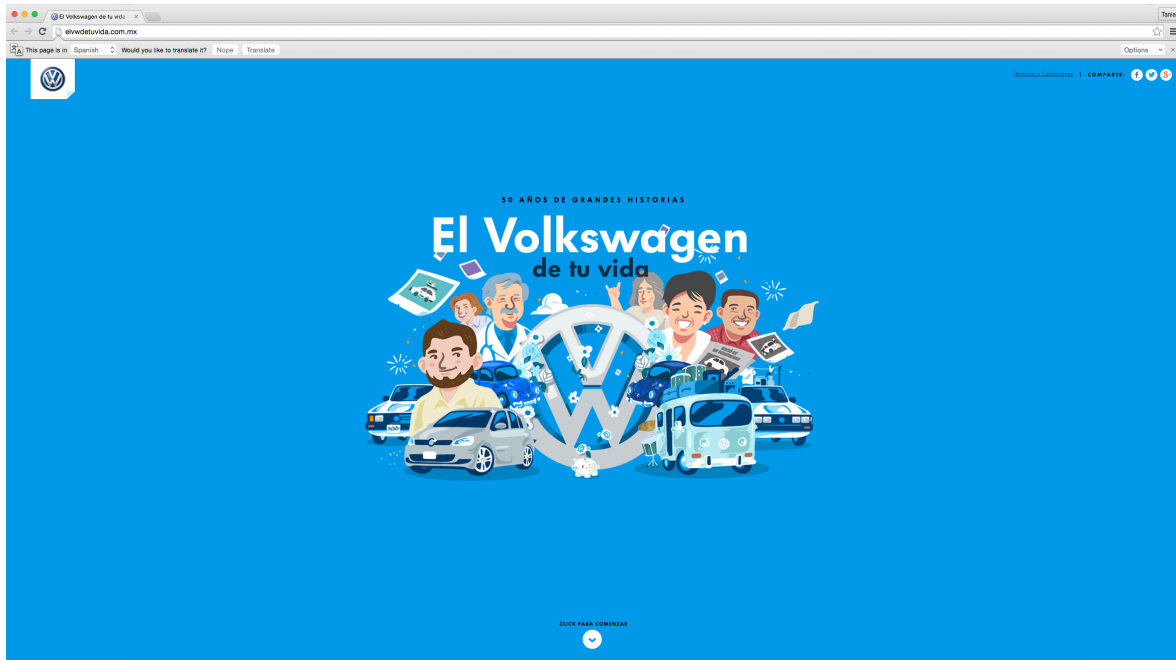 El Volkswagen de tu vida
Tania
elvwdetuvida.com.mx
This page is in Spanish Would you like to translate it? Nope Translate Options
Términos y Condiciones | COMPARTE:
50 AÑOS DE GRANDES HISTORIAS
El Volkswagen
de tu vida
CLICK PARA COMENZAR